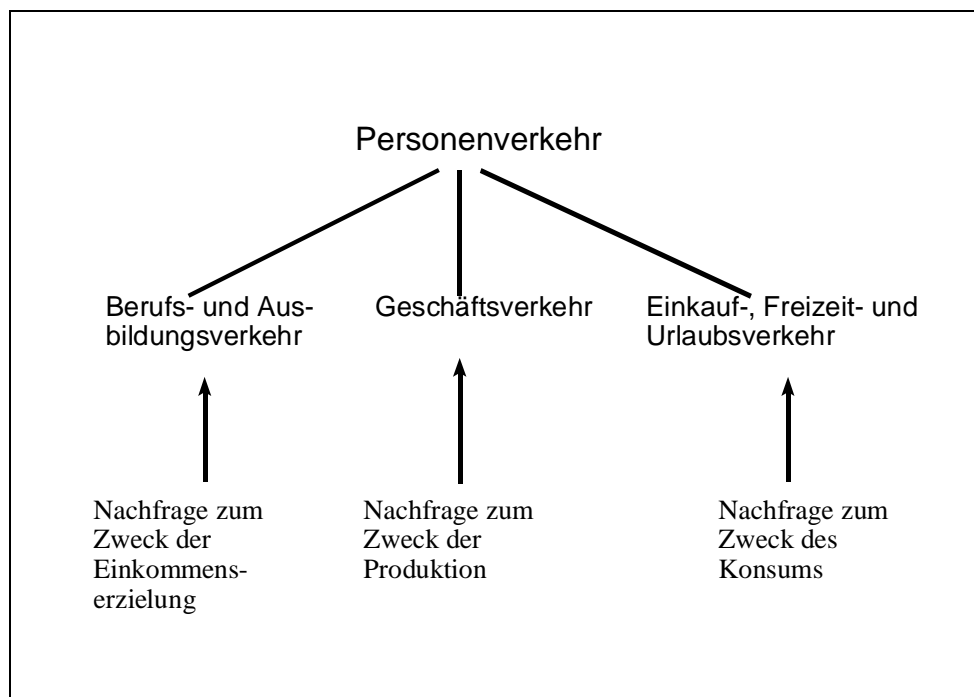 Personenverkehr
Berufs- und Aus-
bildungsverkehr
Geschäftsverkehr
Einkauf-, Freizeit- und
Urlaubsverkehr
Nachfrage zum
Zweck der
Einkommens-
erzielung
Nachfrage zum
Zweck der
Produktion
Nachfrage zum
Zweck des
Konsums